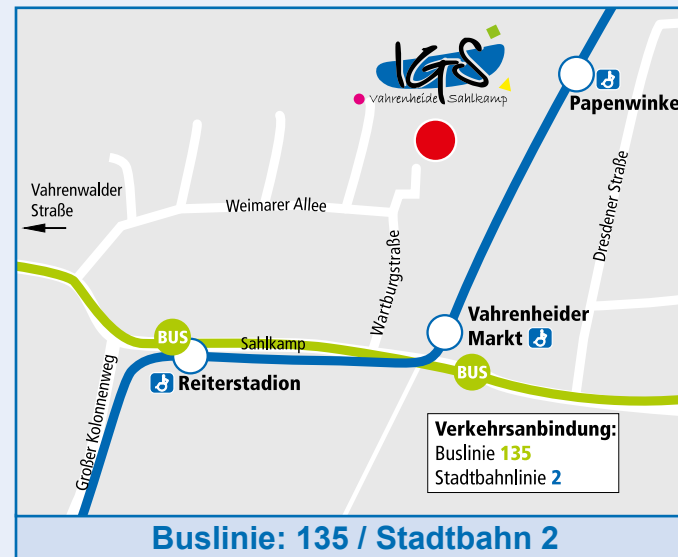 IGS
Vahrenheide Sahlkamp
Papenwinke
Dresdener Straße
Vahrenwalder
Straße
Weimarer Allee
Wartburgstraße
Vahrenheider
Markt
BUS
Sahlkamp
BUS
Reiterstadion
Großer Kolonnenweg
Verkehrsanbindung:
Buslinie 135
Stadtbahnlinie 2
Buslinie: 135 / Stadtbahn 2